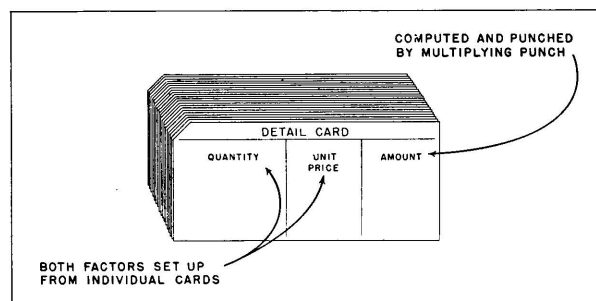 COMPUTED AND PUNCHED
BY MULTIPLYING PUNCH
DETAIL CARD
QUANTITY
UNIT
PRICE
AMOUNT
BOTH FACTORS SET UP
FROM INDIVIDUAL CARDS